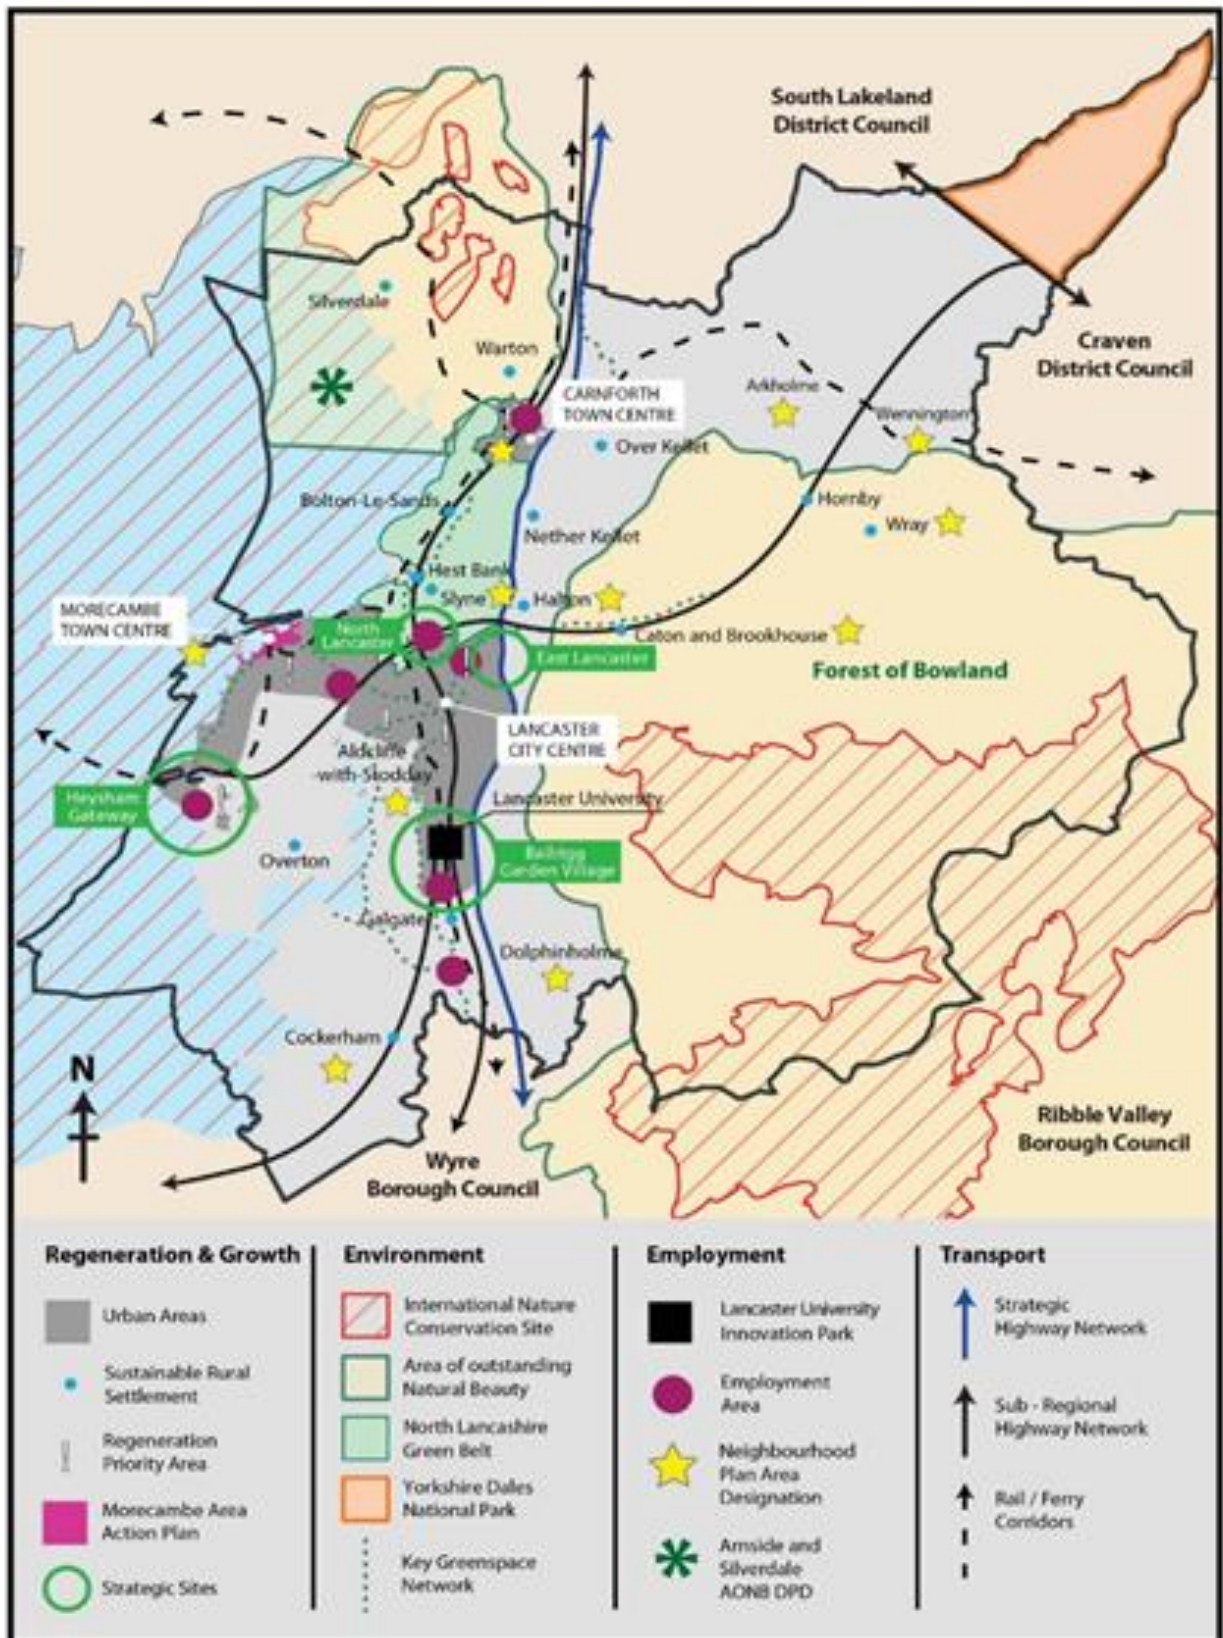 South Lakeland
District Council
Silverdale
Warton
Craven
District Council
CARNFORTH
TOWN CENTRE
Arkholme
Wennington
Over Kellet
Bolton-Le-Sands
Hornby
Wray
Nether Kellet
Hest Bank
Slyne
Halton
MORECAMBE
TOWN CENTRE
North
Lancaster
Caton and Brookhouse
East Lancaster
Forest of Bowland
LANCASTER
CITY CENTRE
Aldcliffe
-with-Stodday
Heysham
Gateway
Lancaster University
Overton
Bailrigg
Garden Village
Galgate
Dolphinholme
Cockerham
N
Ribble Valley
Borough Council
Wyre
Borough Council
Regeneration & Growth
Urban Areas
Sustainable Rural
Settlement
Regeneration
Priority Area
Morecambe Area
Action Plan
Strategic Sites
Environment
International Nature
Conservation Site
Area of outstanding
Natural Beauty
North Lancashire
Green Belt
Yorkshire Dales
National Park
Key Greenspace
Network
Employment
Lancaster University
Innovation Park
Employment
Area
Neighbourhood
Plan Area
Designation
Arnside and
Silverdale
AONB DPD
Transport
Strategic
Highway Network
Sub - Regional
Highway Network
Rail / Ferry
Corridors